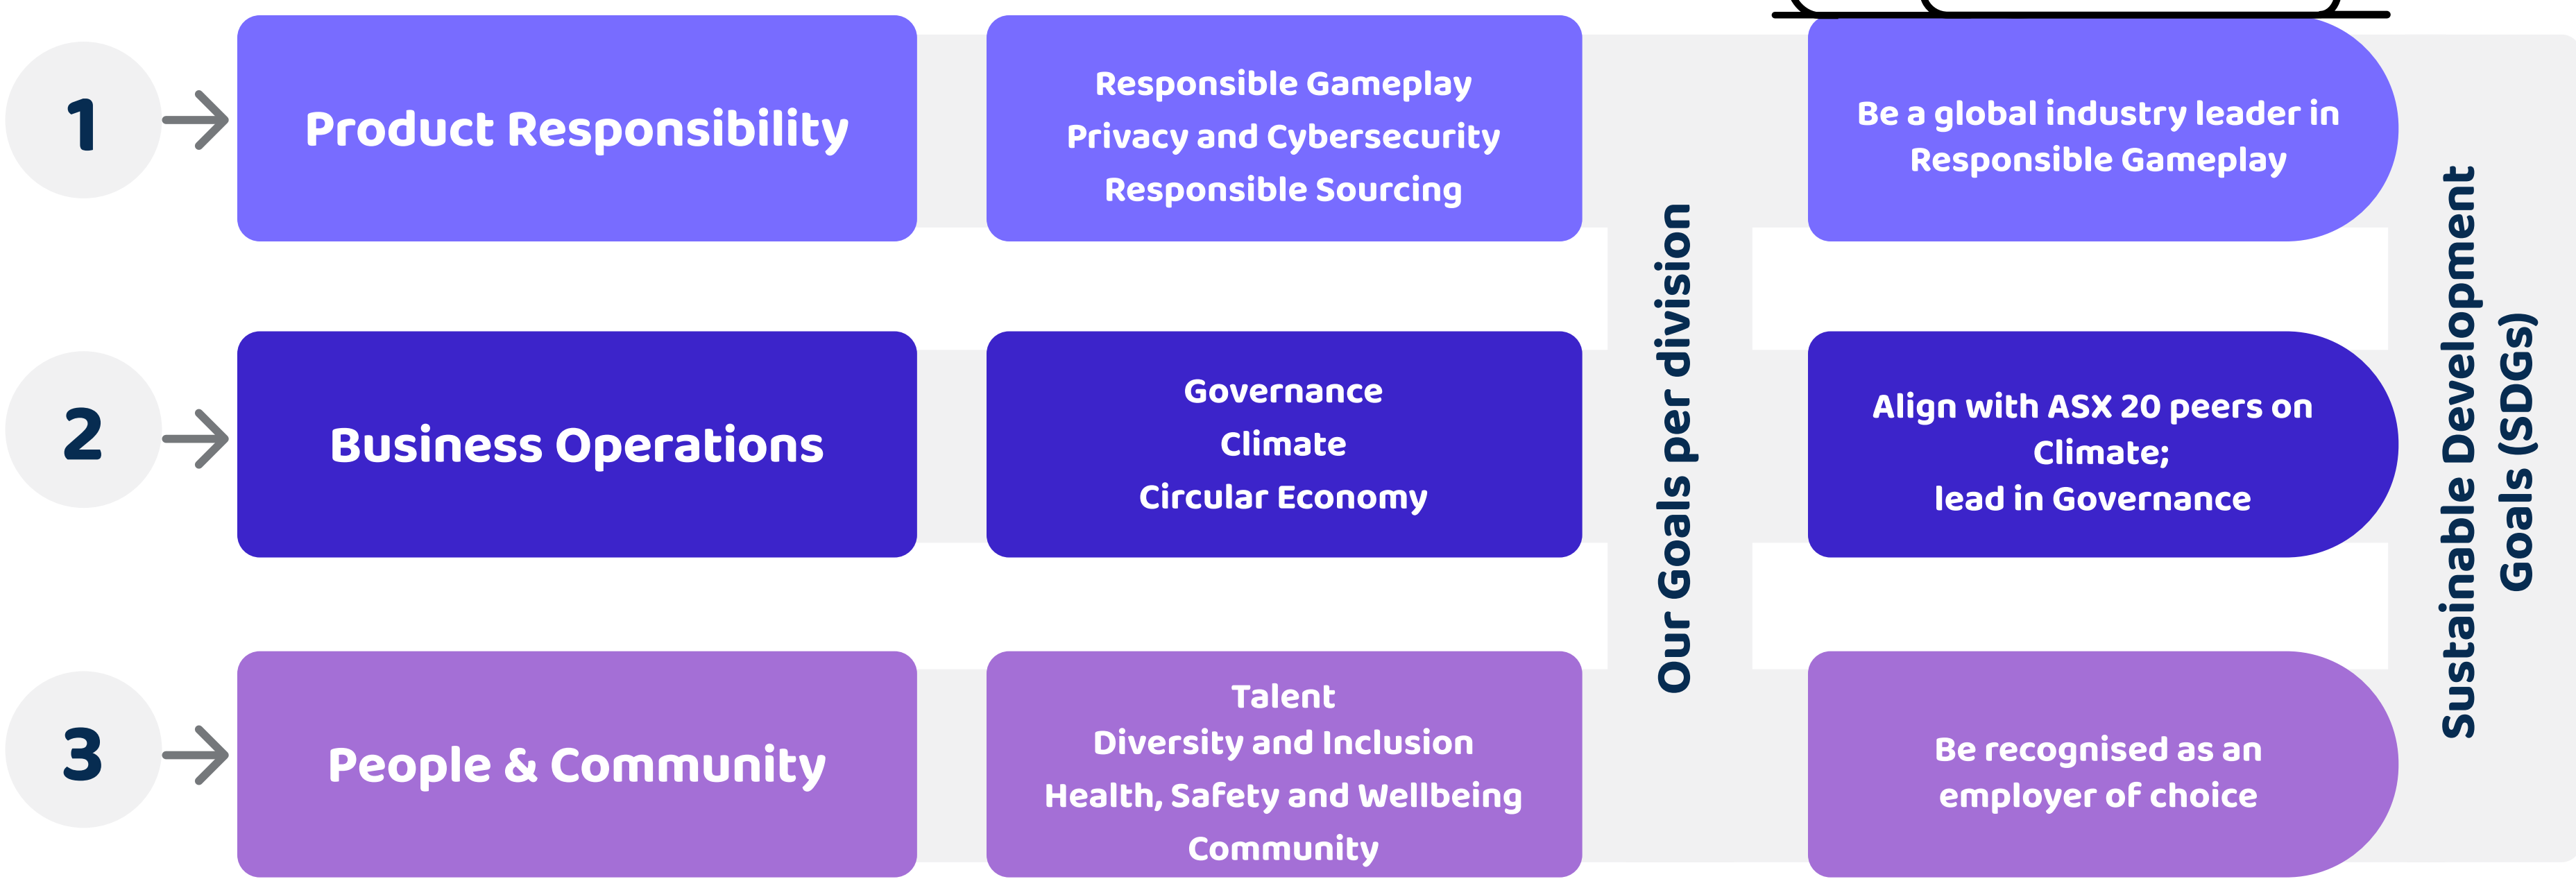 1
Product Responsibility
Responsible Gameplay
Privacy and Cybersecurity
Responsible Sourcing
Be a global industry leader in
Responsible Gameplay
2
Business Operations
Governance
Climate
Circular Economy
Align with ASX 20 peers on
Climate;
lead in Governance
3
People & Community
Talent
Diversity and Inclusion
Health, Safety and Wellbeing
Community
Be recognised as an
employer of choice
Our Goals per division
Sustainable Development
Goals (SDGs)